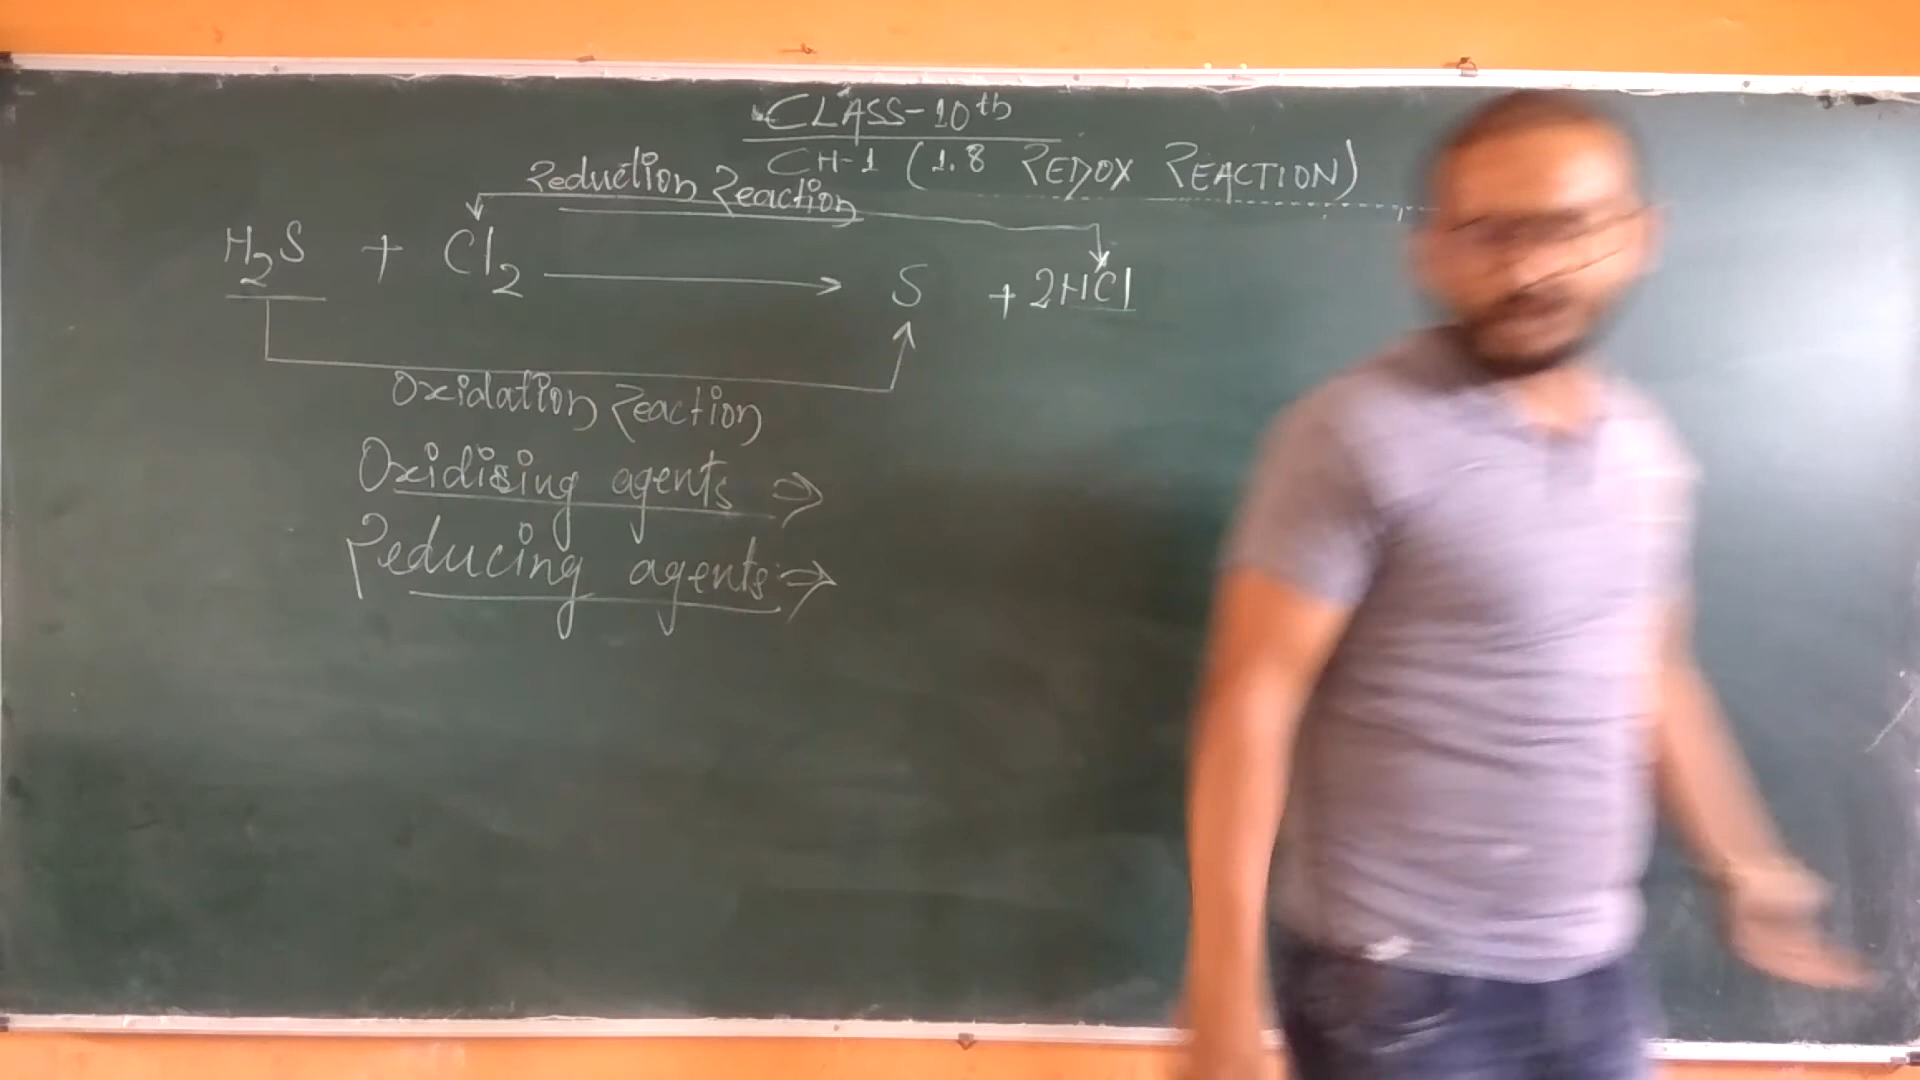 CLASS-10th
CH-1 (1.8 REDOX REACTION)
Reduction Reaction
H₂S + Cl₂ ⟶ S + 2HCl
Oxidation Reaction
Oxidising agents ⇒
Reducing agents ⇒